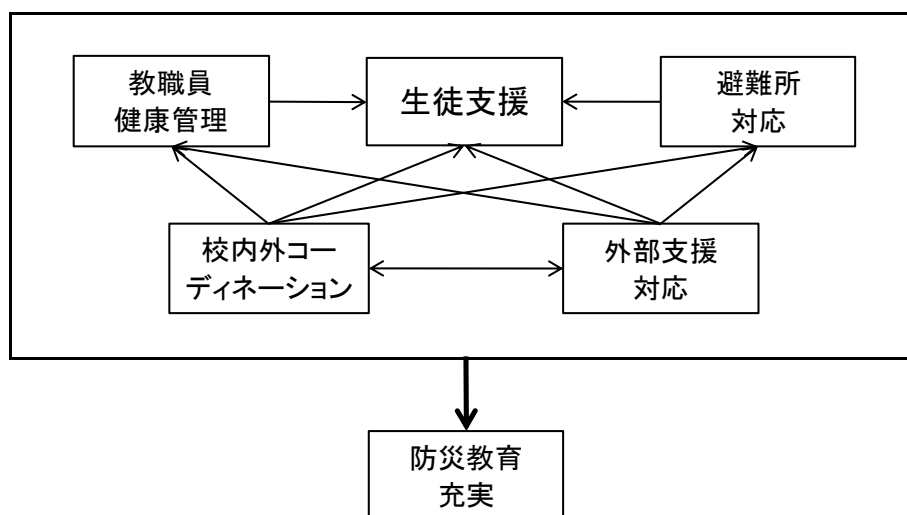 教職員
健康管理
生徒支援
避難所
対応
校内外コー
ディネーション
外部支援
対応
防災教育
充実